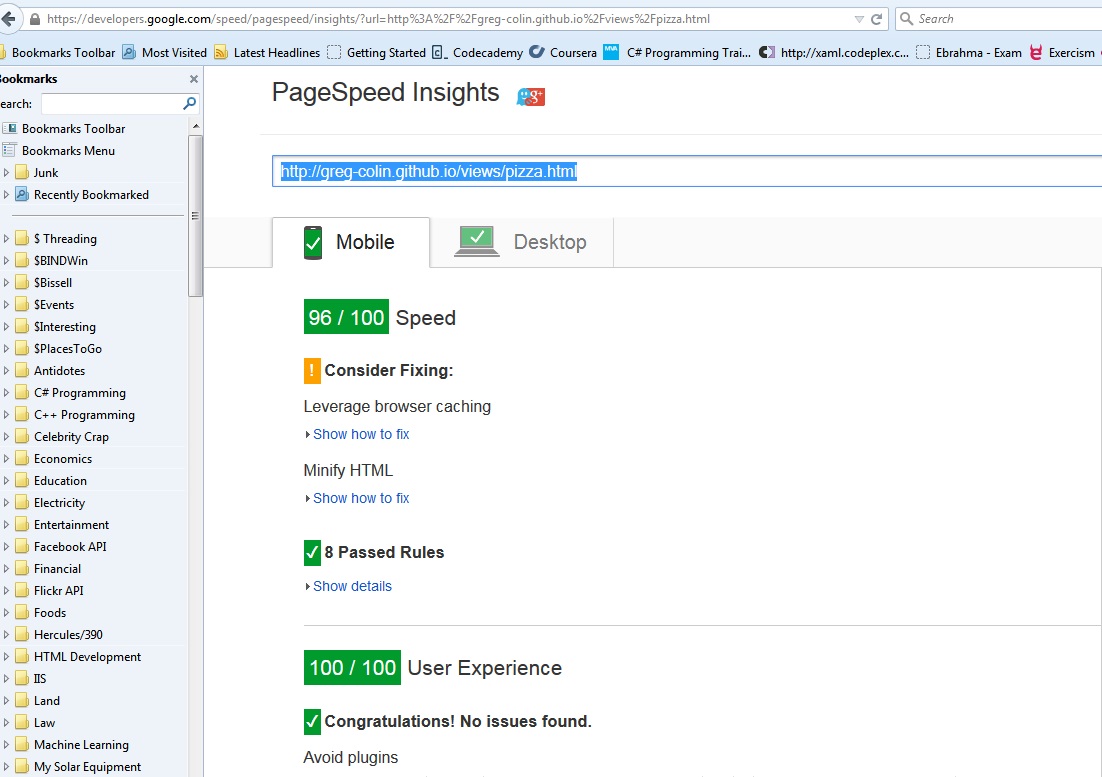 https://developers.google.com/speed/pagespeed/insights/?url=http%3A%2F%2Fgreg-colin.github.io%2Fviews%2Fpizza.html
Search
Bookmarks Toolbar Most Visited Latest Headlines Getting Started Codecademy Coursera C# Programming Trai... http://xaml.codeplex.c... Ebrahma - Exam Exercism
Bookmarks
earch:
Bookmarks Toolbar
Bookmarks Menu
Junk
Recently Bookmarked
$ Threading
$BINDWin
$Bissell
$Events
$Interesting
$PlacesToGo
Antidotes
C# Programming
C++ Programming
Celebrity Crap
Economics
Education
Electricity
Entertainment
Facebook API
Financial
Flickr API
Foods
Hercules/390
HTML Development
IIS
Land
Law
Machine Learning
My Solar Equipment
PageSpeed Insights
g+
http://greg-colin.github.io/views/pizza.html
Mobile
Desktop
96 / 100 Speed
! Consider Fixing:
Leverage browser caching
Show how to fix
Minify HTML
Show how to fix
8 Passed Rules
Show details
100 / 100 User Experience
Congratulations! No issues found.
Avoid plugins